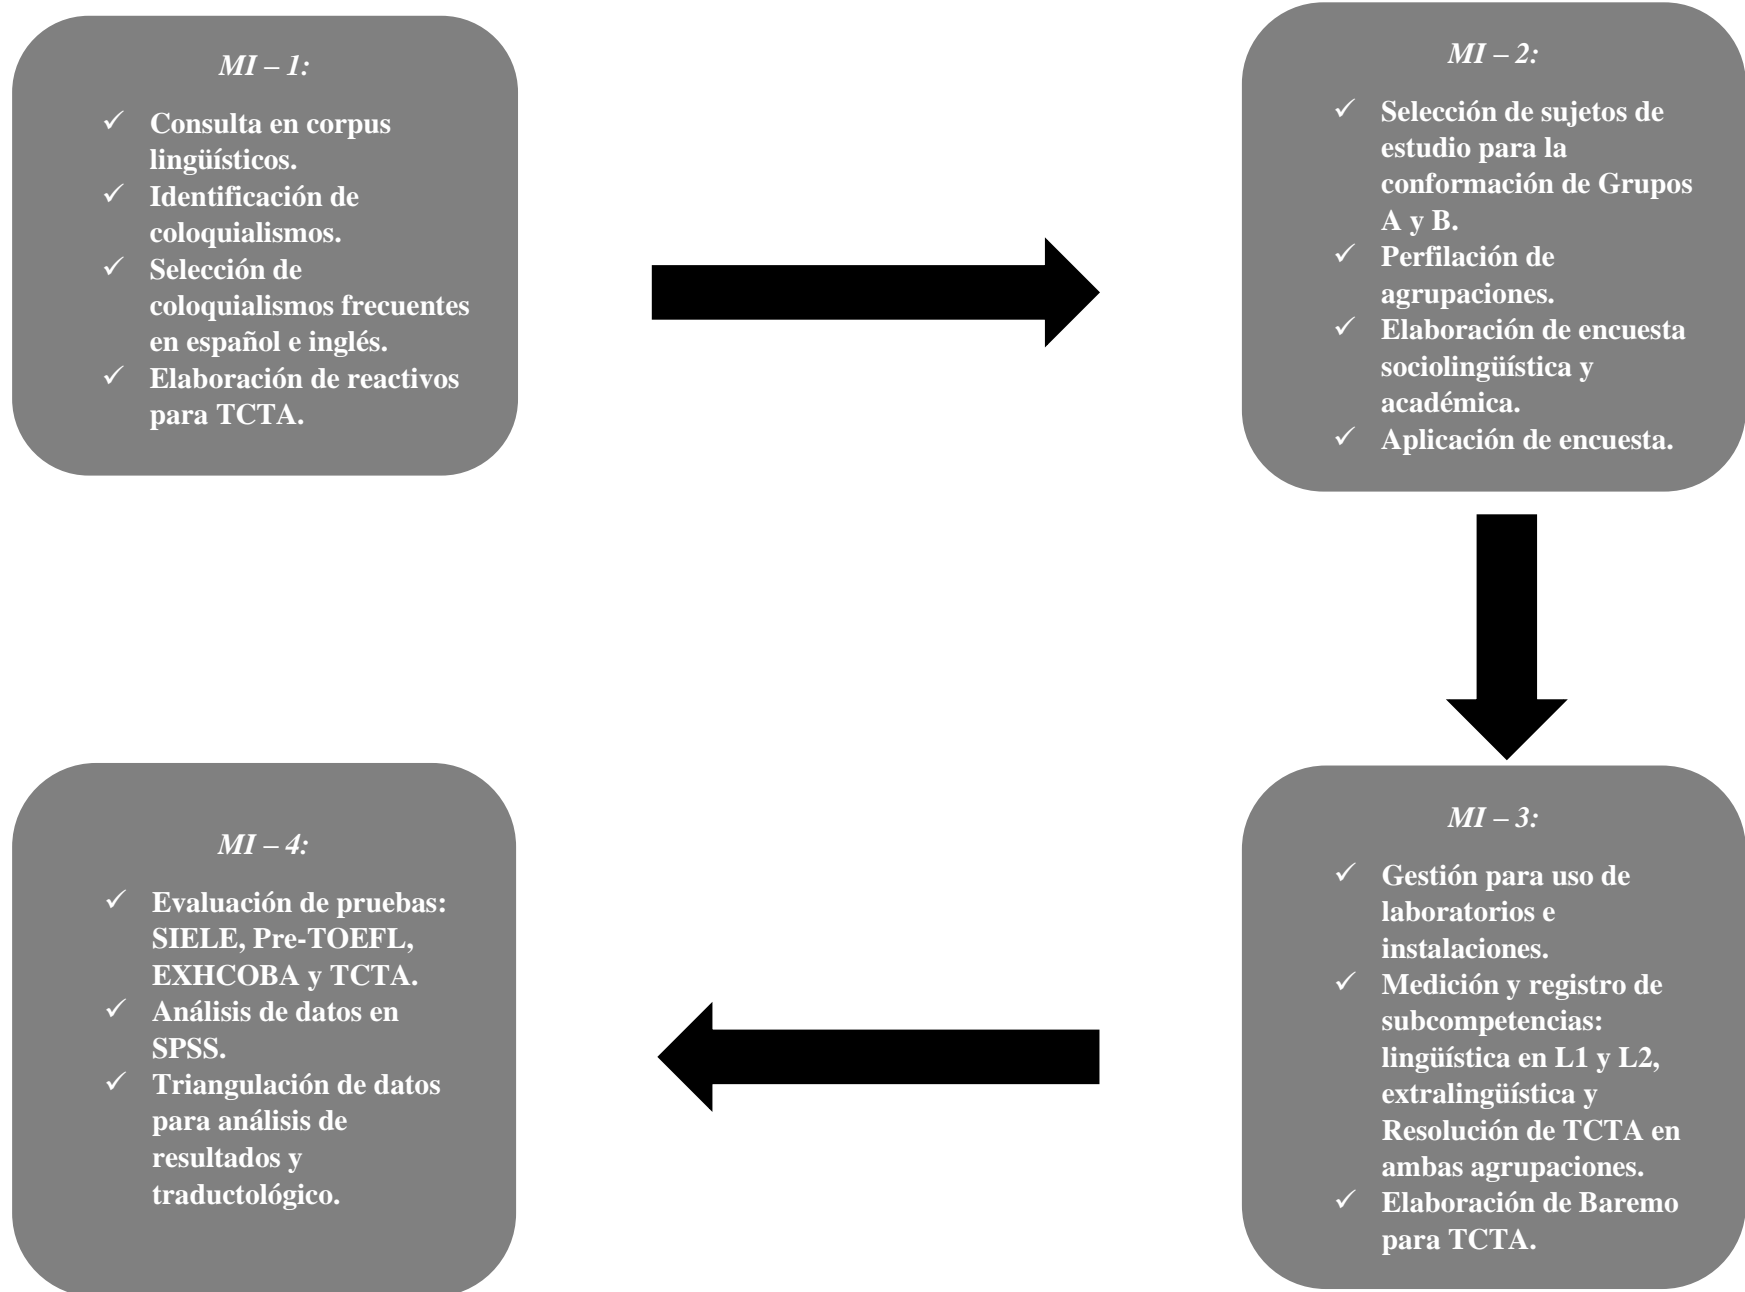 MI – 1:
✓ Consulta en corpus
lingüísticos.
✓ Identificación de
coloquialismos.
✓ Selección de
coloquialismos frecuentes
en español e inglés.
✓ Elaboración de reactivos
para TCTA.
MI – 2:
✓ Selección de sujetos de
estudio para la
conformación de Grupos
A y B.
✓ Perfilación de
agrupaciones.
✓ Elaboración de encuesta
sociolingüística y
académica.
✓ Aplicación de encuesta.
MI – 3:
✓ Gestión para uso de
laboratorios e
instalaciones.
✓ Medición y registro de
subcompetencias:
lingüística en L1 y L2,
extralingüística y
Resolución de TCTA en
ambas agrupaciones.
✓ Elaboración de Baremo
para TCTA.
MI – 4:
✓ Evaluación de pruebas:
SIELE, Pre-TOEFL,
EXHCOBA y TCTA.
✓ Análisis de datos en
SPSS.
✓ Triangulación de datos
para análisis de
resultados y
traductológico.